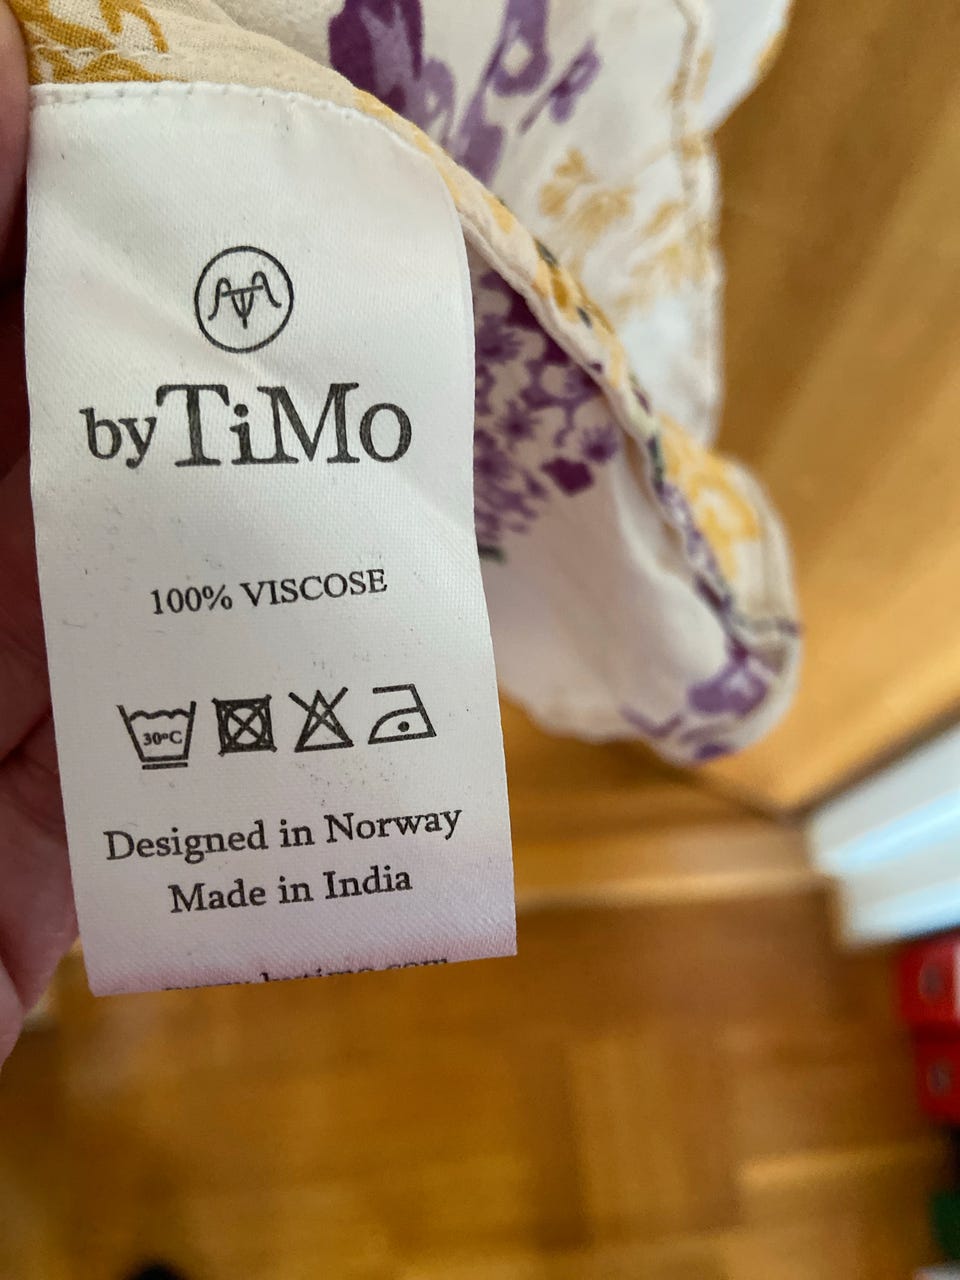 byTiMo
100% VISCOSE
30°C
Designed in Norway
Made in India